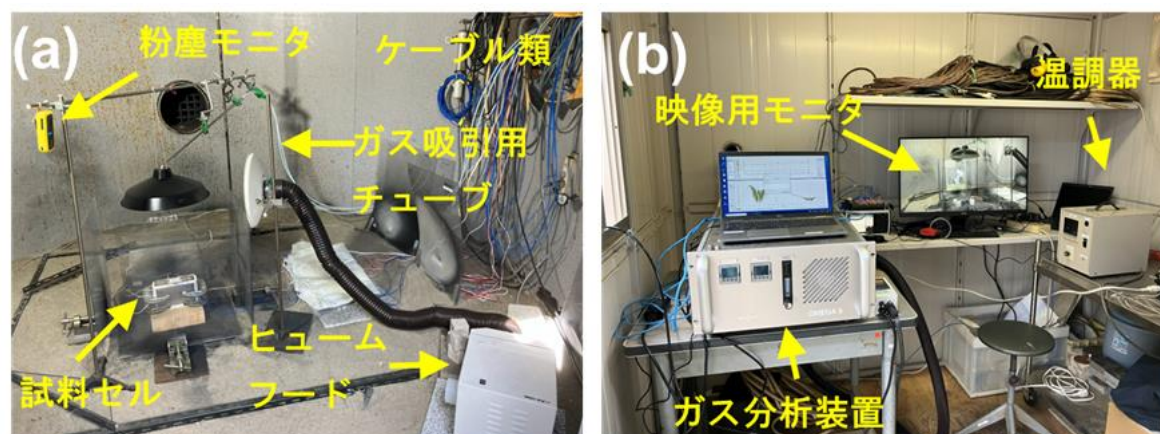 (a)
粉塵モニタ
ケーブル類
ガス吸引用
チューブ
ヒューム
フード
試料セル
(b)
温調器
映像用モニタ
ガス分析装置